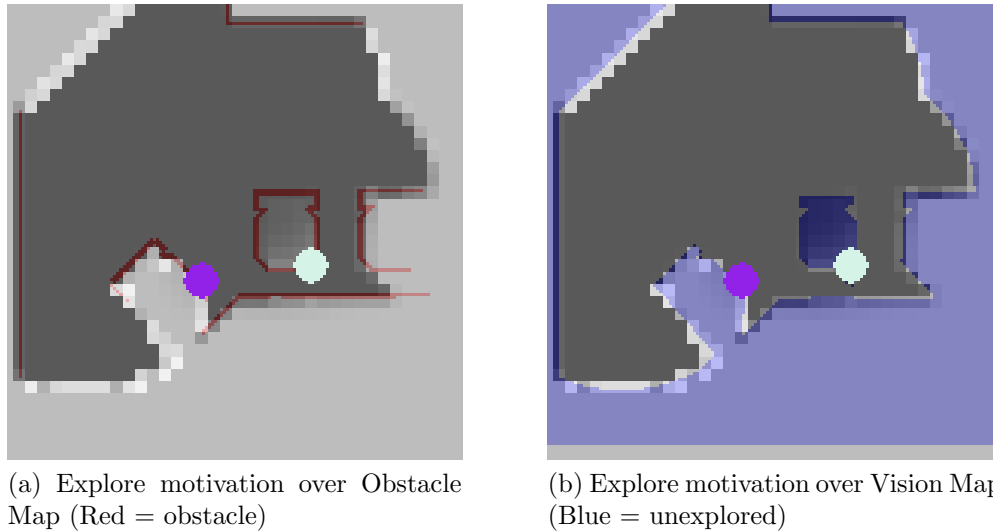 (a) Explore motivation over Obstacle
Map (Red = obstacle)
(b) Explore motivation over Vision Map
(Blue = unexplored)